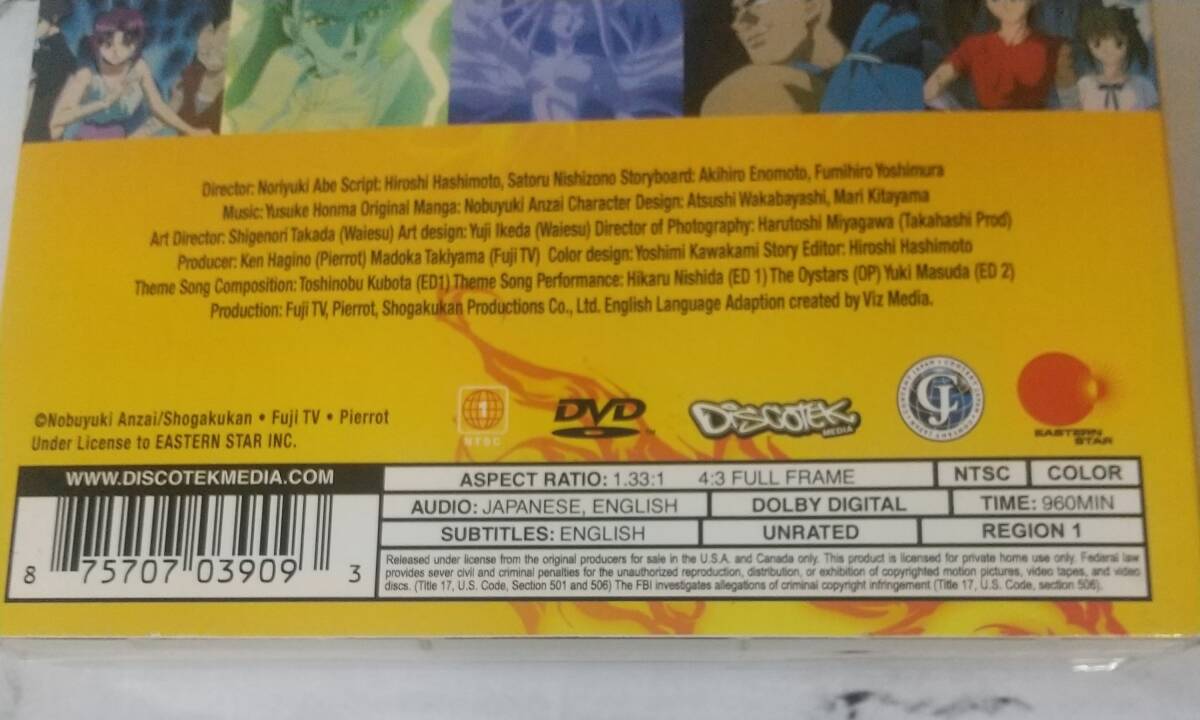 Director: Noriyuki Abe Script: Hiroshi Hashimoto, Satoru Nishizono Storyboard: Akihiro Enomoto, Fumihiro Yoshimura
Music: Yusuke Honma Original Manga: Nobuyuki Anzai Character Design: Atsushi Wakabayashi, Mari Kitayama
Art Director: Shigenori Takada (Waiesu) Art design: Yuji Ikeda (Waiesu) Director of Photography: Harutoshi Miyagawa (Takahashi Prod)
Producer: Ken Hagino (Pierrot) Madoka Takiyama (Fuji TV) Color design: Yoshimi Kawakami Story Editor: Hiroshi Hashimoto
Theme Song Composition: Toshinobu Kubota (ED1) Theme Song Performance: Hikaru Nishida (ED 1) The Oystars (OP) Yuki Masuda (ED 2)
Production: Fuji TV, Pierrot, Shogakukan Productions Co., Ltd. English Language Adaption created by Viz Media.
©Nobuyuki Anzai/Shogakukan • Fuji TV • Pierrot
Under License to EASTERN STAR INC.
1
NTSC
DVD
DISCOTEK
MEDIA
CJ
EASTERN
STAR
WWW.DISCOTEKMEDIA.COM
8 75707 03909 3
ASPECT RATIO: 1.33:1 4:3 FULL FRAME NTSC COLOR
AUDIO: JAPANESE, ENGLISH DOLBY DIGITAL TIME: 960MIN
SUBTITLES: ENGLISH UNRATED REGION 1
Released under license from the original producers for sale in the U.S.A. and Canada only. This product is licensed for private home use only. Federal law
provides sever civil and criminal penalties for the unauthorized reproduction, distribution, or exhibition of copyrighted motion pictures, video tapes, and video
discs. (Title 17, U.S. Code, Section 501 and 506) The FBI investigates allegations of criminal copyright infringement (Title 17, U.S. Code, section 506).